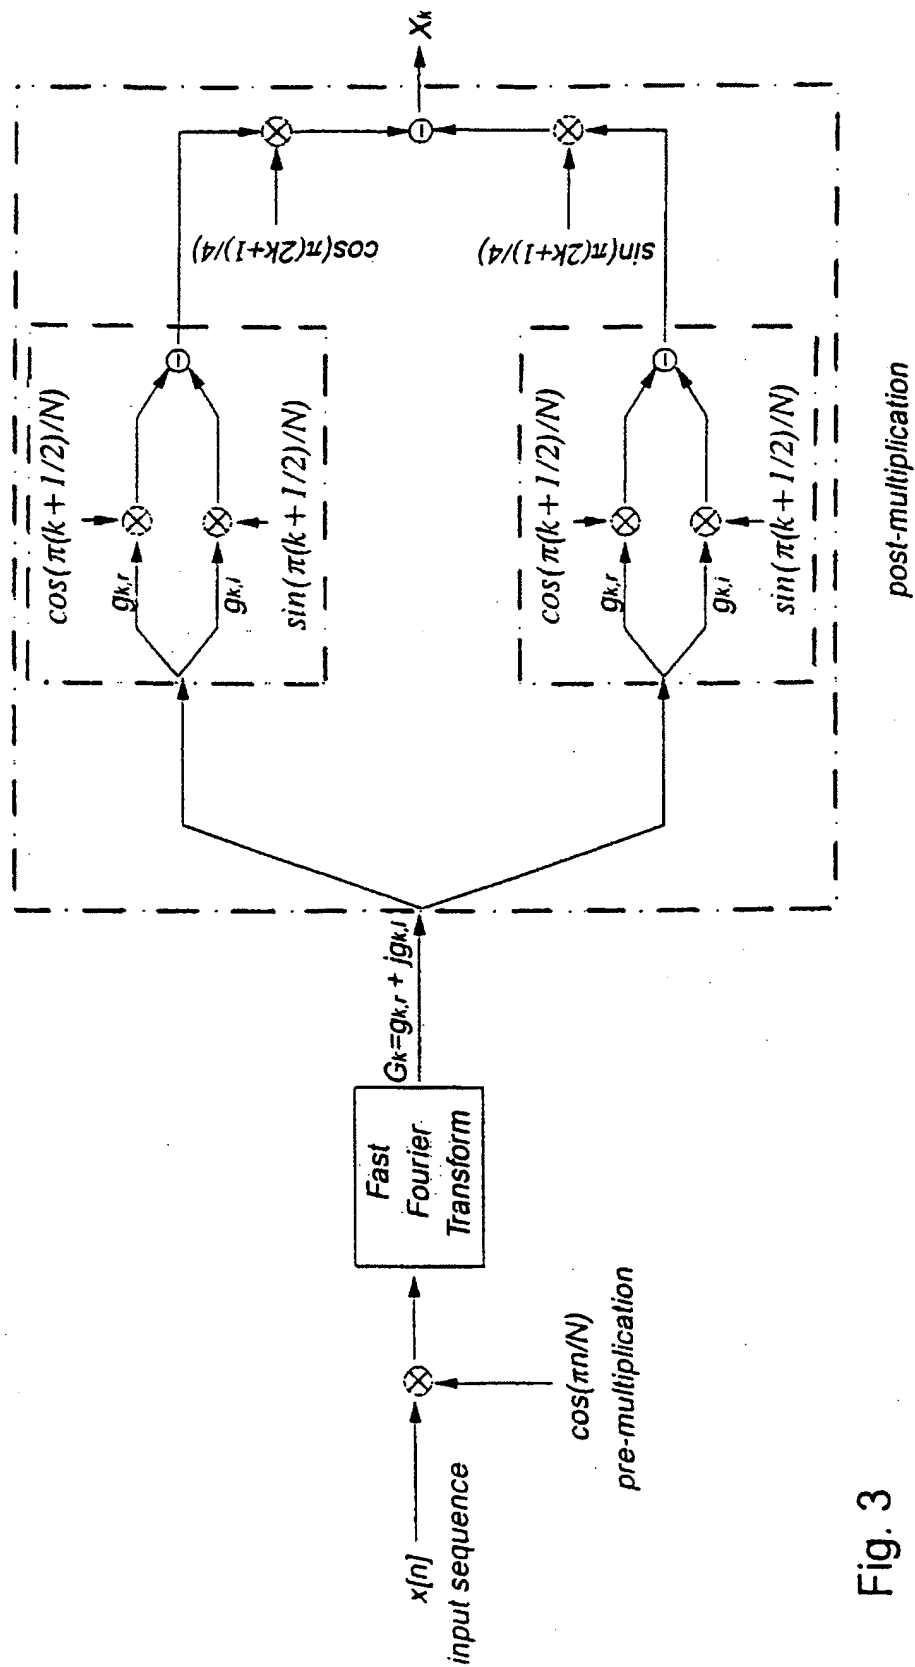 x[n]
input sequence
cos(πn/N)
pre-multiplication
Fast
Fourier
Transform
Gk=gk,r + jgk,i
cos(π(k+1/2)/N)
gk,r
gk,i
sin(π(k+1/2)/N)
cos(π(k+1/2)/N)
gk,r
gk,i
sin(π(k+1/2)/N)
cos(π(2k+1)/4)
sin(π(2k+1)/4)
Xk
post-multiplication
Fig. 3